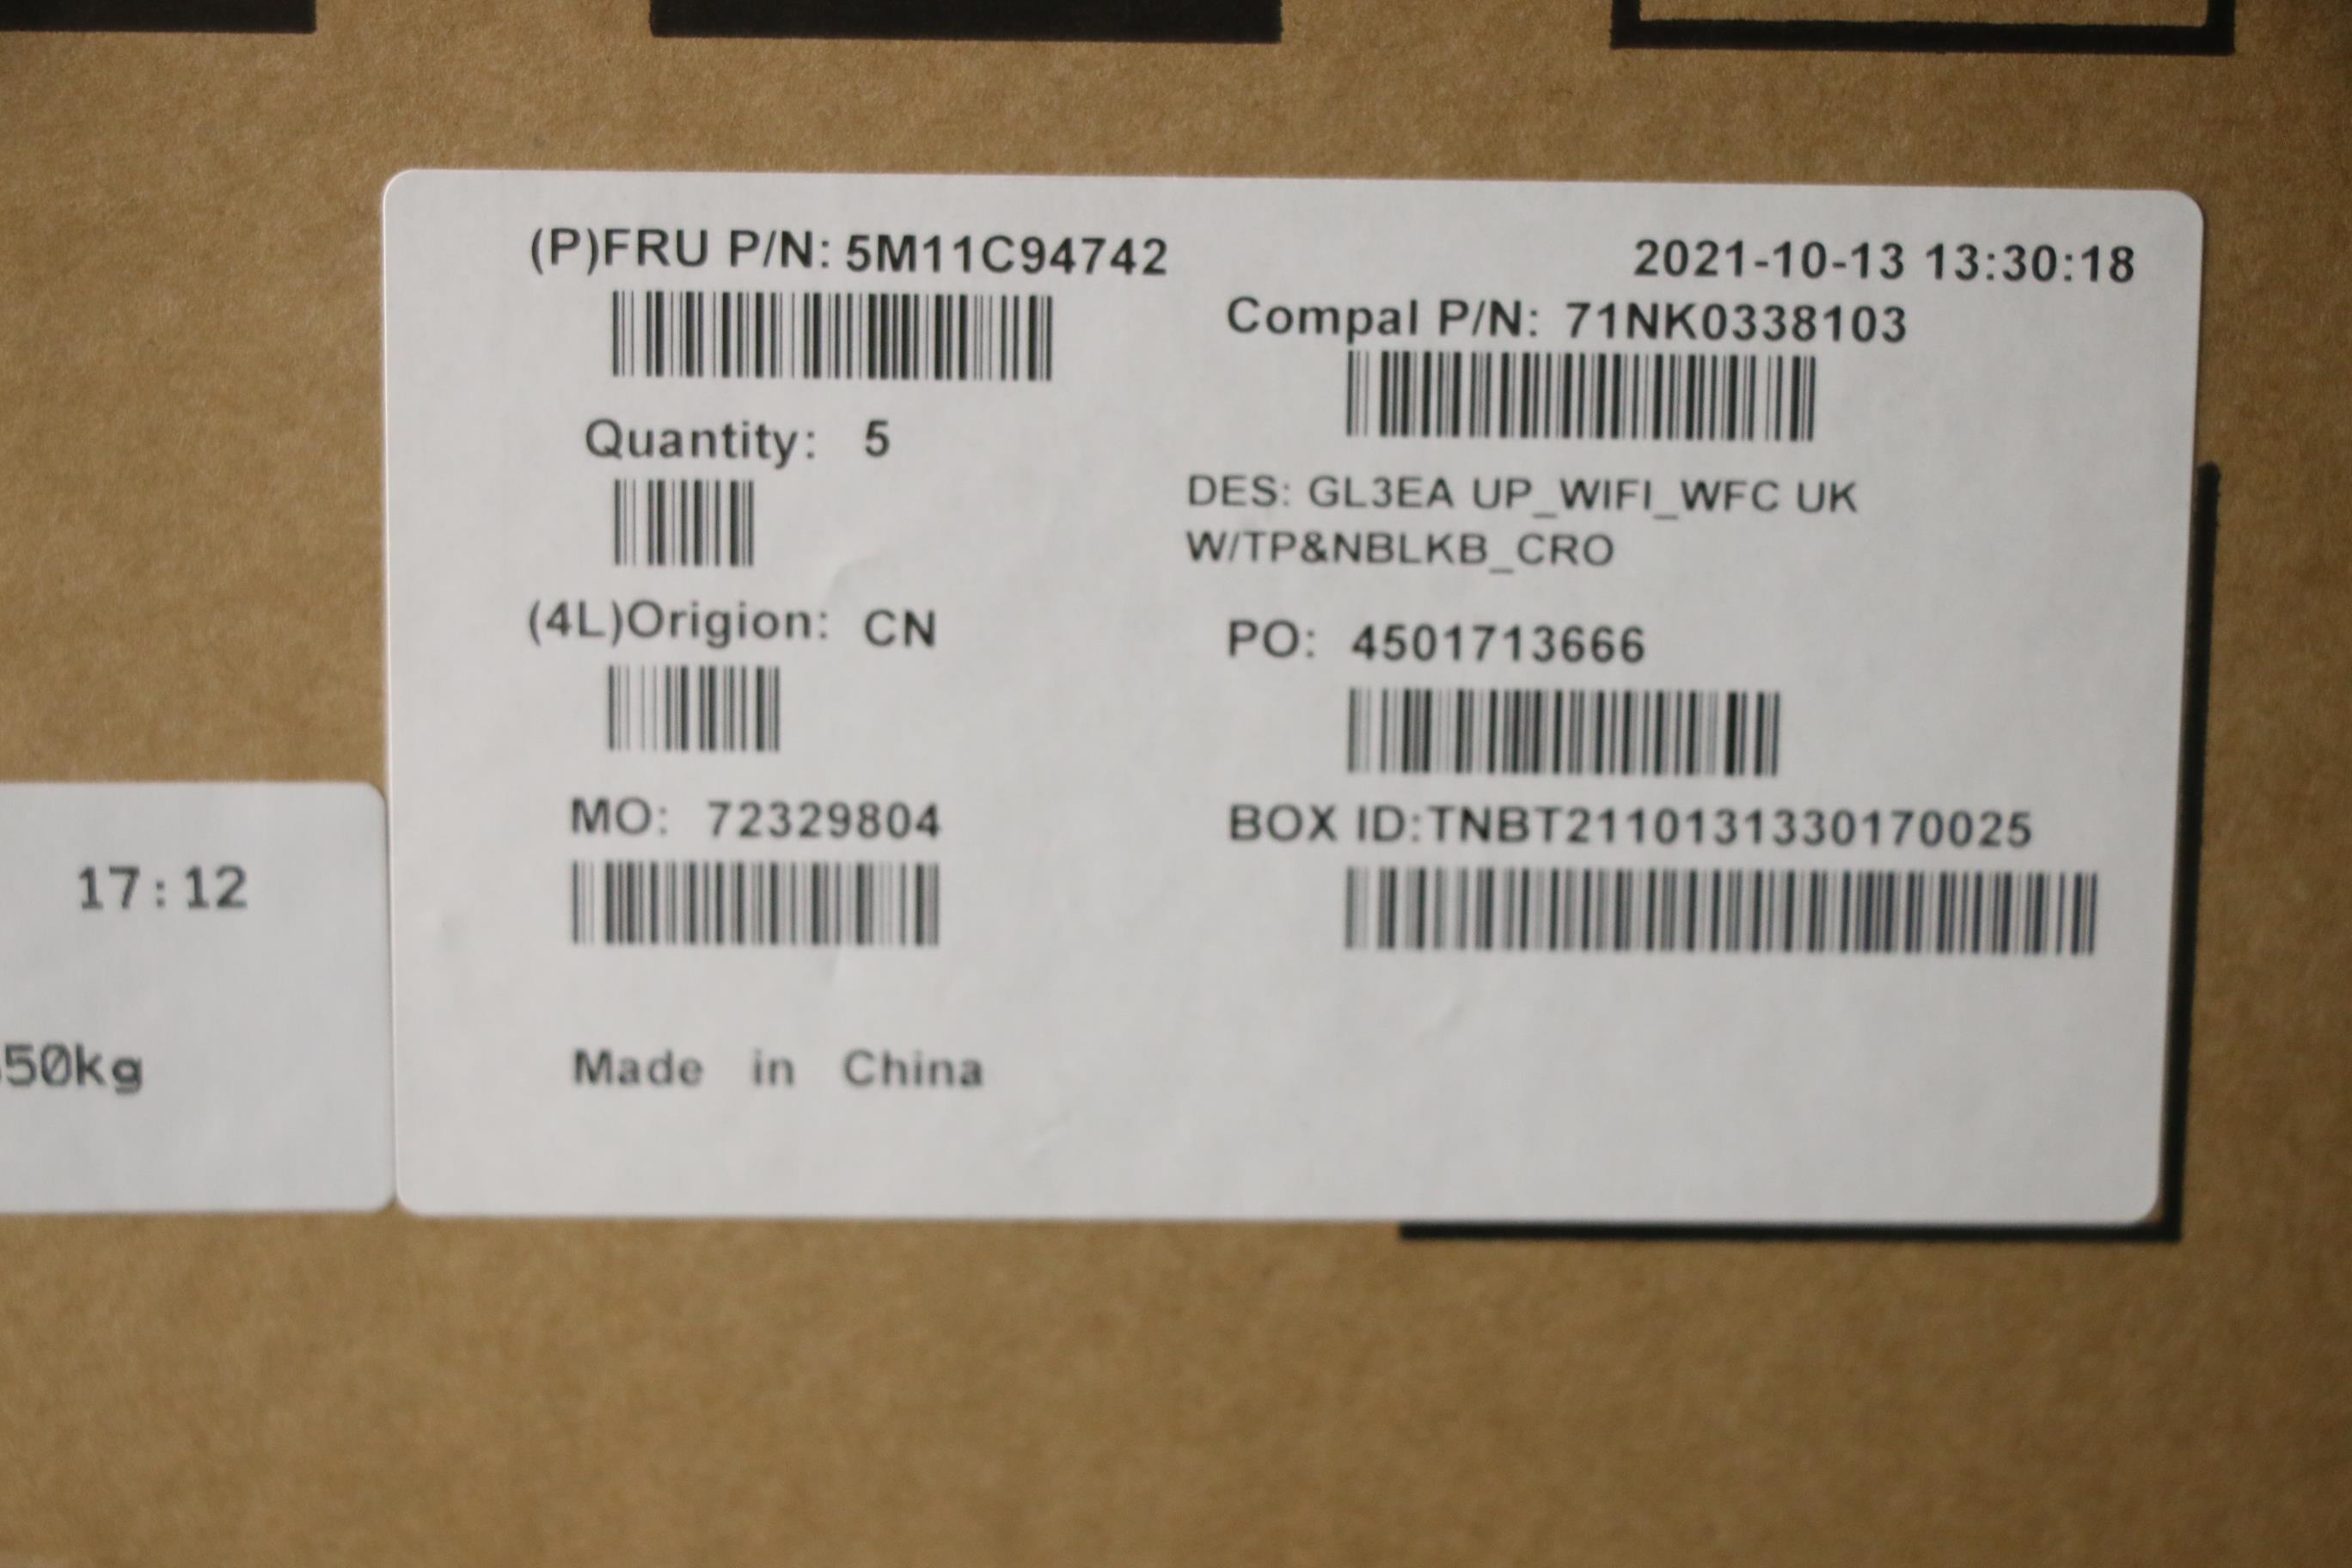 (P)FRU P/N: 5M11C94742
2021-10-13 13:30:18
Compal P/N: 71NK0338103
Quantity: 5
DES: GL3EA UP_WIFI_WFC UK
W/TP&NBLKB_CRO
(4L)Origion: CN
PO: 4501713666
MO: 72329804
BOX ID:TNBT2110131330170025
Made in China
17:12
50kg